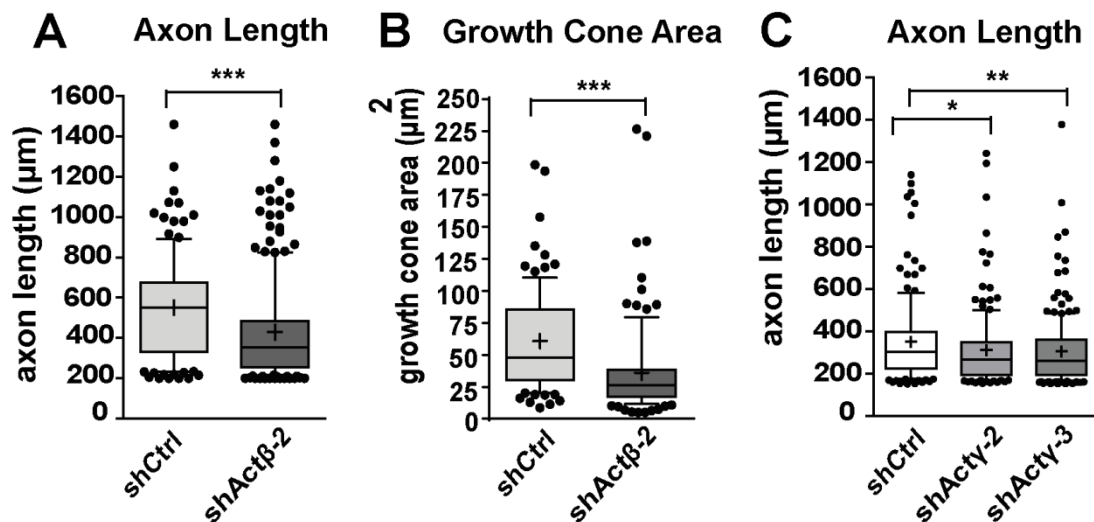 A Axon Length
***
axon length (µm)
1600
1400
1200
1000
800
600
400
200
0
shCtrl
shActβ-2
B Growth Cone Area
***
growth cone area (µm)
2
250
225
200
175
150
125
100
75
50
25
0
shCtrl
shActβ-2
C Axon Length
**
*
axon length (µm)
1600
1400
1200
1000
800
600
400
200
0
shCtrl
shActγ-2
shActγ-3